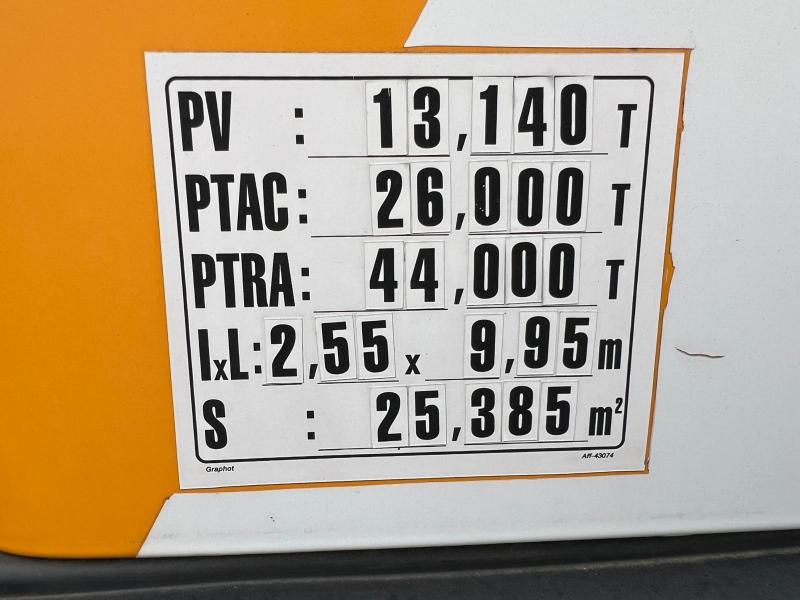 PV : 13,140 T
PTAC: 26,000 T
PTRA: 44,000 T
lxL: 2,55 x 9,95 m
S : 25,385 m²
Graphot Aff-43074